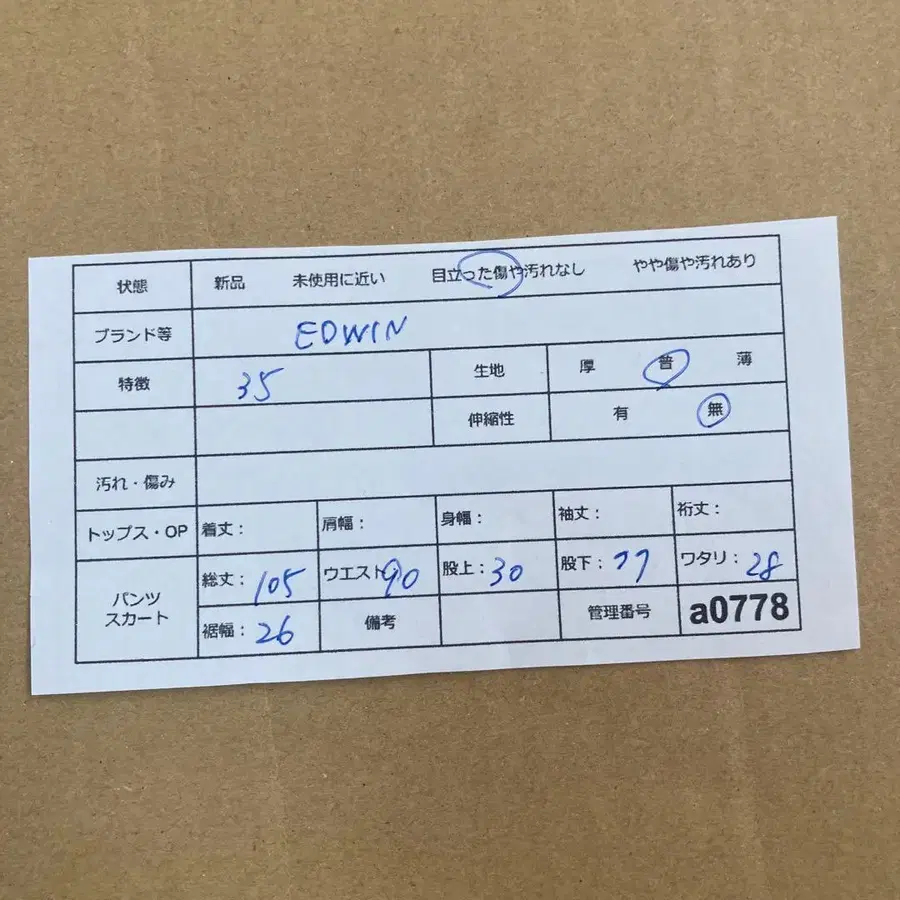 状態 新品 未使用に近い 目立った傷や汚れなし やや傷や汚れあり
ブランド等 EDWIN
特徴 35 生地 厚 普 薄
伸縮性 有 無
汚れ・傷み
トップス・OP 着丈: 肩幅: 身幅: 袖丈: 裄丈:
パンツ スカート 総丈:105 ウエスト90 股上:30 股下:77 ワタリ:28
裾幅:26 備考 管理番号 a0778